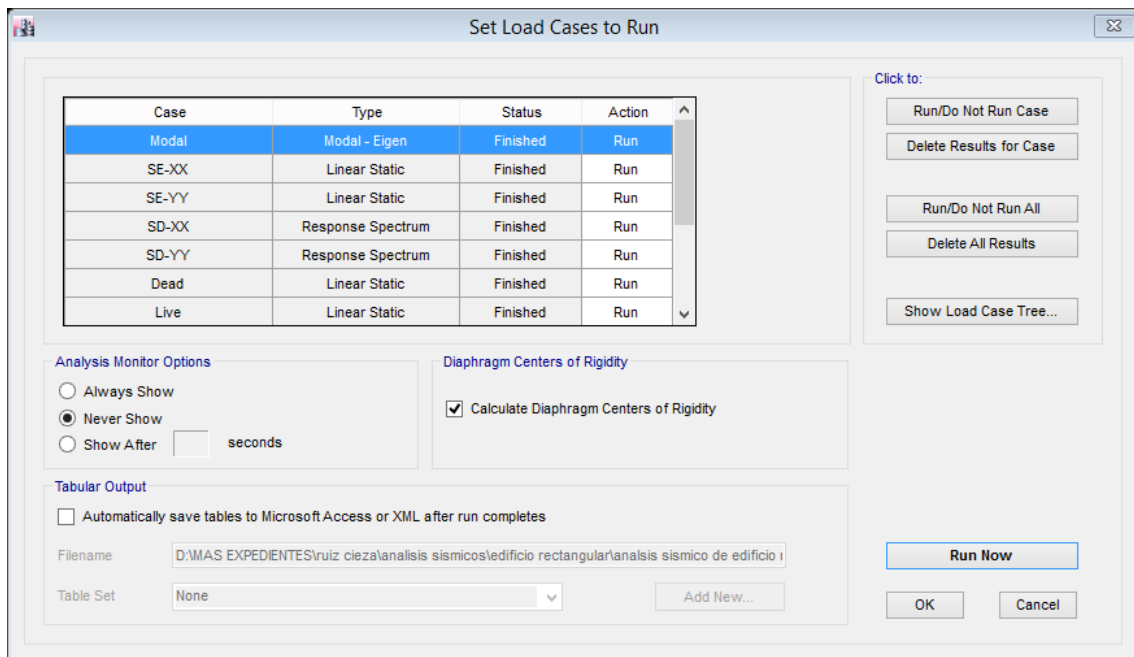 Set Load Cases to Run
Click to:
Case Type Status Action
Modal Modal - Eigen Finished Run
SE-XX Linear Static Finished Run
SE-YY Linear Static Finished Run
SD-XX Response Spectrum Finished Run
SD-YY Response Spectrum Finished Run
Dead Linear Static Finished Run
Live Linear Static Finished Run
Run/Do Not Run Case
Delete Results for Case
Run/Do Not Run All
Delete All Results
Show Load Case Tree...
Analysis Monitor Options
Always Show
Never Show
Show After seconds
Diaphragm Centers of Rigidity
Calculate Diaphragm Centers of Rigidity
Tabular Output
Automatically save tables to Microsoft Access or XML after run completes
Filename D:\MAS EXPEDIENTES\ruiz cieza\analisis sismicos\edificio rectangular\analsis sismico de edificio
Table Set None Add New...
Run Now
OK Cancel